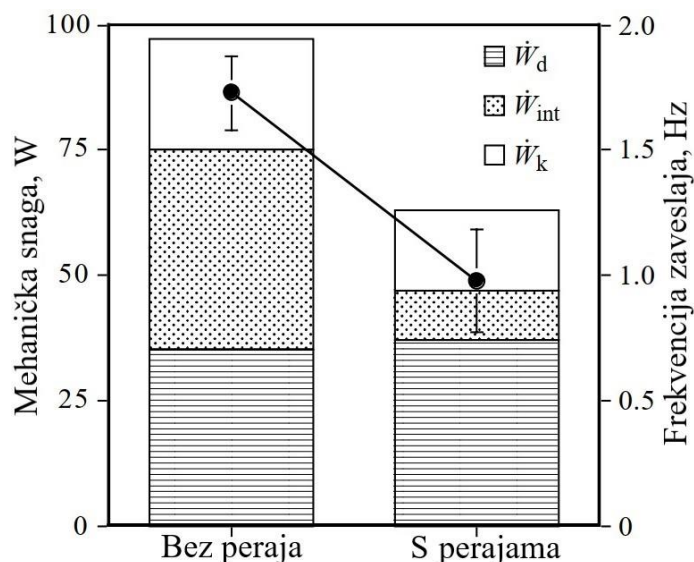 Mehanička snaga, W
100
75
50
25
0
Ẇd
Ẇint
Ẇk
2.0
1.5
1.0
0.5
0
Frekvencija zaveslaja, Hz
Bez peraja
S perajama